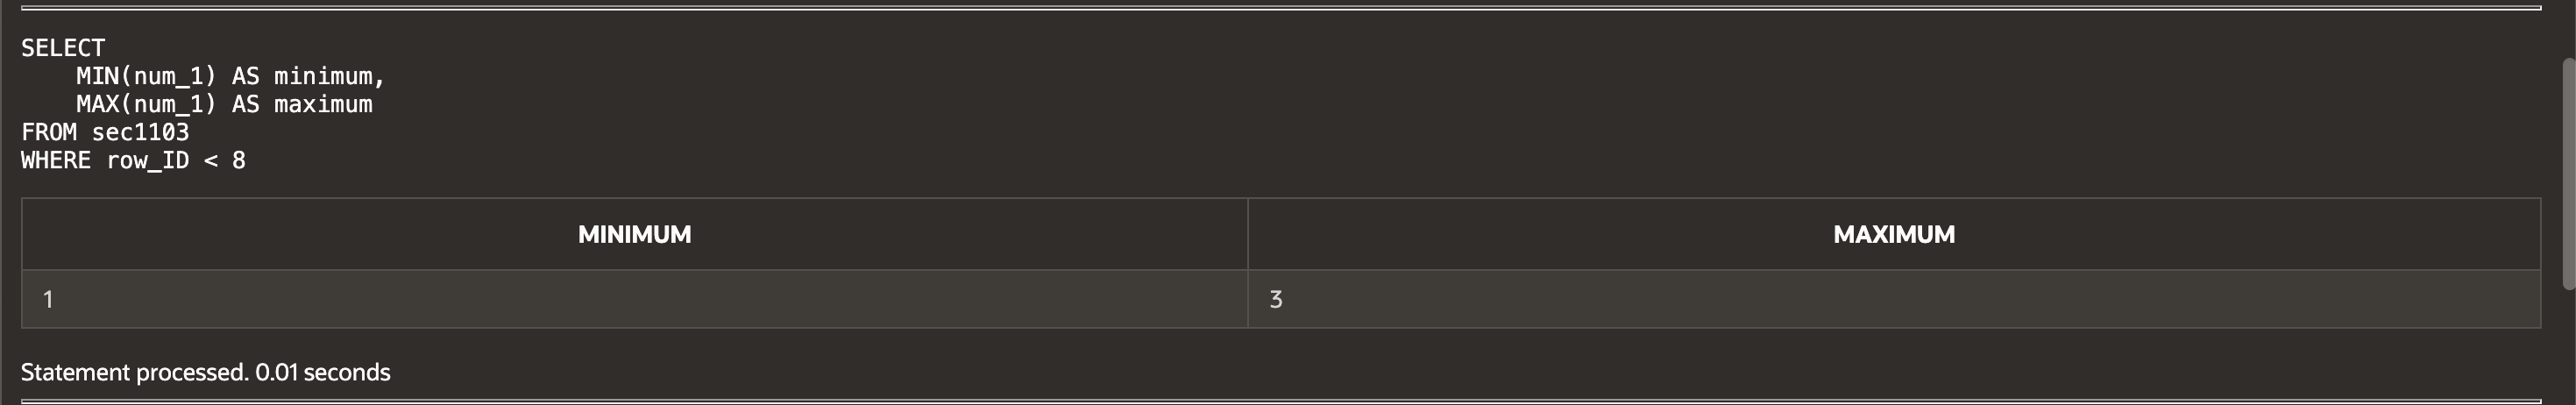 SELECT
    MIN(num_1) AS minimum,
    MAX(num_1) AS maximum
FROM sec1103
WHERE row_ID < 8
MINIMUM MAXIMUM
1 3
Statement processed. 0.01 seconds